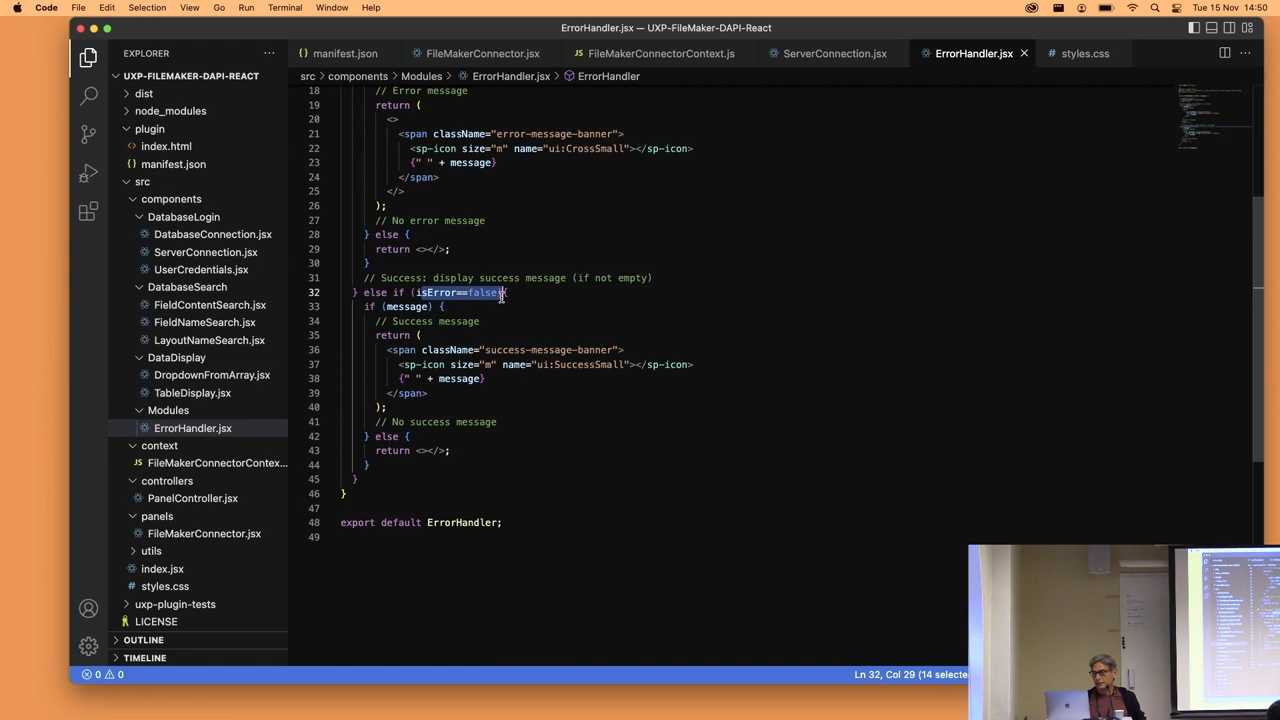 Code File Edit Selection View Go Run Terminal Window Help Tue 15 Nov 14:50
ErrorHandler.jsx — UXP-FileMaker-DAPI-React
EXPLORER
UXP-FILEMAKER-DAPI-REACT
dist
node_modules
plugin
index.html
manifest.json
src
components
DatabaseLogin
DatabaseConnection.jsx
ServerConnection.jsx
UserCredentials.jsx
DatabaseSearch
FieldContentSearch.jsx
FieldNameSearch.jsx
LayoutNameSearch.jsx
DataDisplay
DropdownFromArray.jsx
TableDisplay.jsx
Modules
ErrorHandler.jsx
context
JS FileMakerConnectorContex...
controllers
PanelController.jsx
panels
FileMakerConnector.jsx
utils
index.jsx
styles.css
uxp-plugin-tests
LICENSE
OUTLINE
TIMELINE
manifest.json FileMakerConnector.jsx FileMakerConnectorContext.js ServerConnection.jsx ErrorHandler.jsx styles.css
src components Modules ErrorHandler.jsx ErrorHandler
18 // Error message
19 return (
20 <>
21 <span className="error-message-banner">
22 <sp-icon size="m" name="ui:CrossSmall"></sp-icon>
23 {" " + message}
24 </span>
25 </>
26 );
27 // No error message
28 } else {
29 return <></>;
30 }
31 // Success: display success message (if not empty)
32 } else if (isError==false){
33 if (message) {
34 // Success message
35 return (
36 <span className="success-message-banner">
37 <sp-icon size="m" name="ui:SuccessSmall"></sp-icon>
38 {" " + message}
39 </span>
40 );
41 // No success message
42 } else {
43 return <></>;
44 }
45 }
46 }
47
48 export default ErrorHandler;
49
0 0 Ln 32, Col 29 (14 selecte